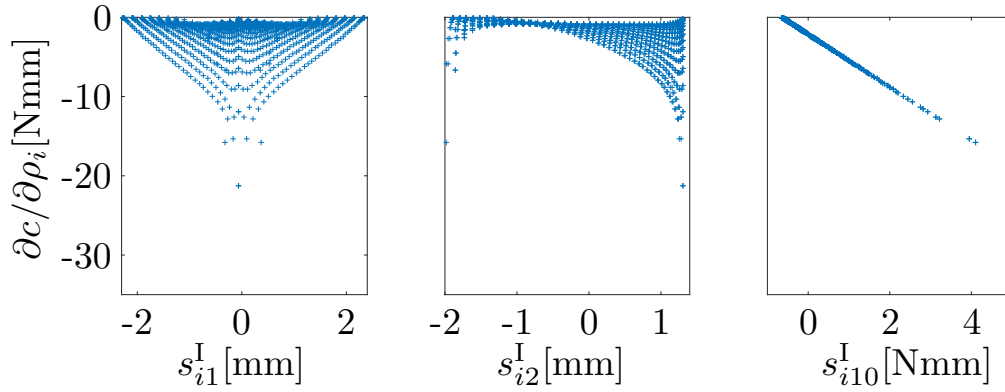 0
-10
-20
-30
∂c/∂ρ_i[Nmm]
-2 0 2
s^I_{i1}[mm]
-2 -1 0 1
s^I_{i2}[mm]
0 2 4
s^I_{i10}[Nmm]